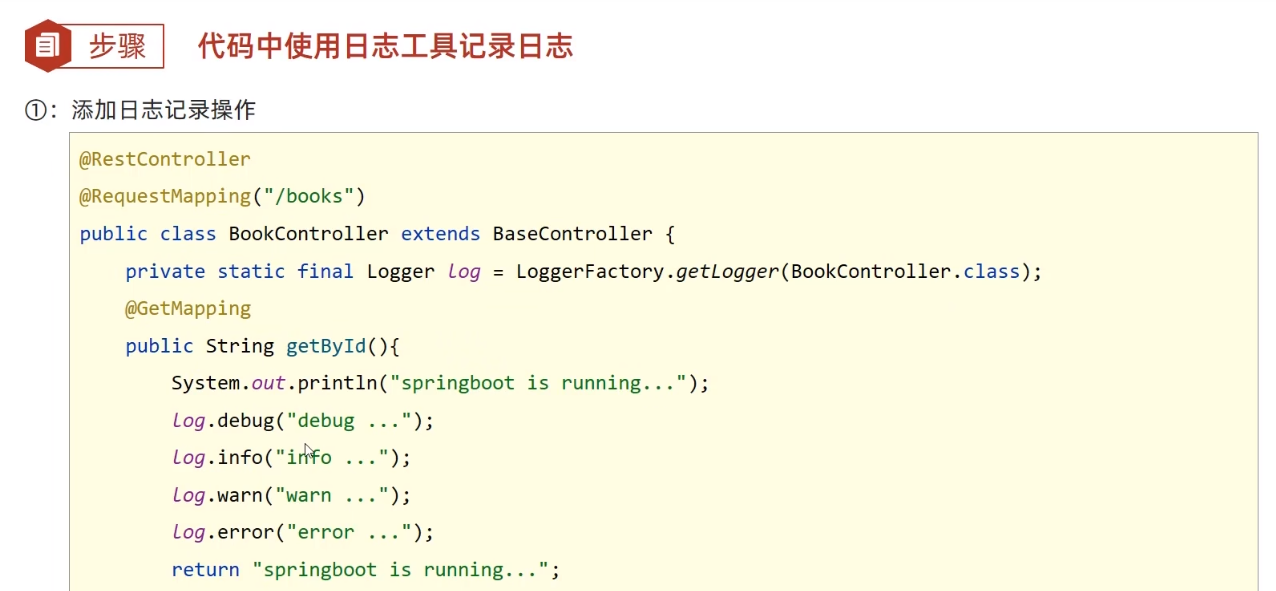 步骤 代码中使用日志工具记录日志
①：添加日志记录操作
@RestController
@RequestMapping("/books")
public class BookController extends BaseController {
private static final Logger log = LoggerFactory.getLogger(BookController.class);
@GetMapping
public String getById(){
System.out.println("springboot is running...");
log.debug("debug ...");
log.info("info ...");
log.warn("warn ...");
log.error("error ...");
return "springboot is running...";